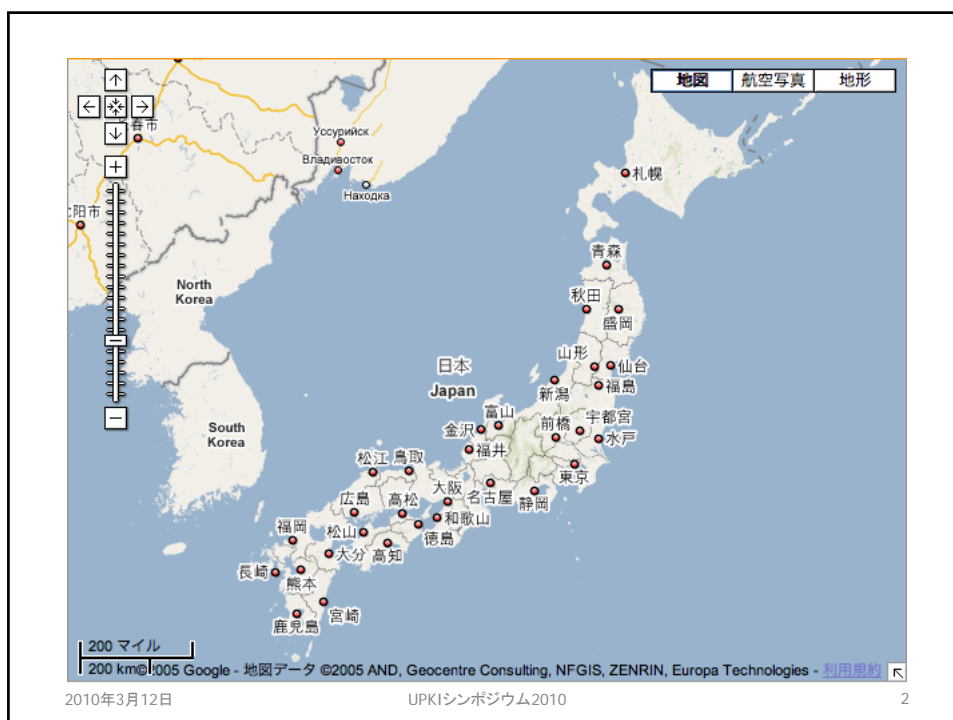 地図 航空写真 地形
春市
Уссурийск
Владивосток
Находка
札幌
阳市
青森
North
Korea
秋田
盛岡
山形
仙台
日本
Japan
新潟
福島
富山
宇都宮
前橋
金沢
水戸
South
Korea
福井
松江
鳥取
東京
大阪
名古屋
静岡
広島
高松
和歌山
福岡
松山
徳島
大分
高知
長崎
熊本
宮崎
鹿児島
200 マイル
200 km ©2005 Google - 地図データ ©2005 AND, Geocentre Consulting, NFGIS, ZENRIN, Europa Technologies - 利用規約
2010年3月12日 UPKIシンポジウム2010 2